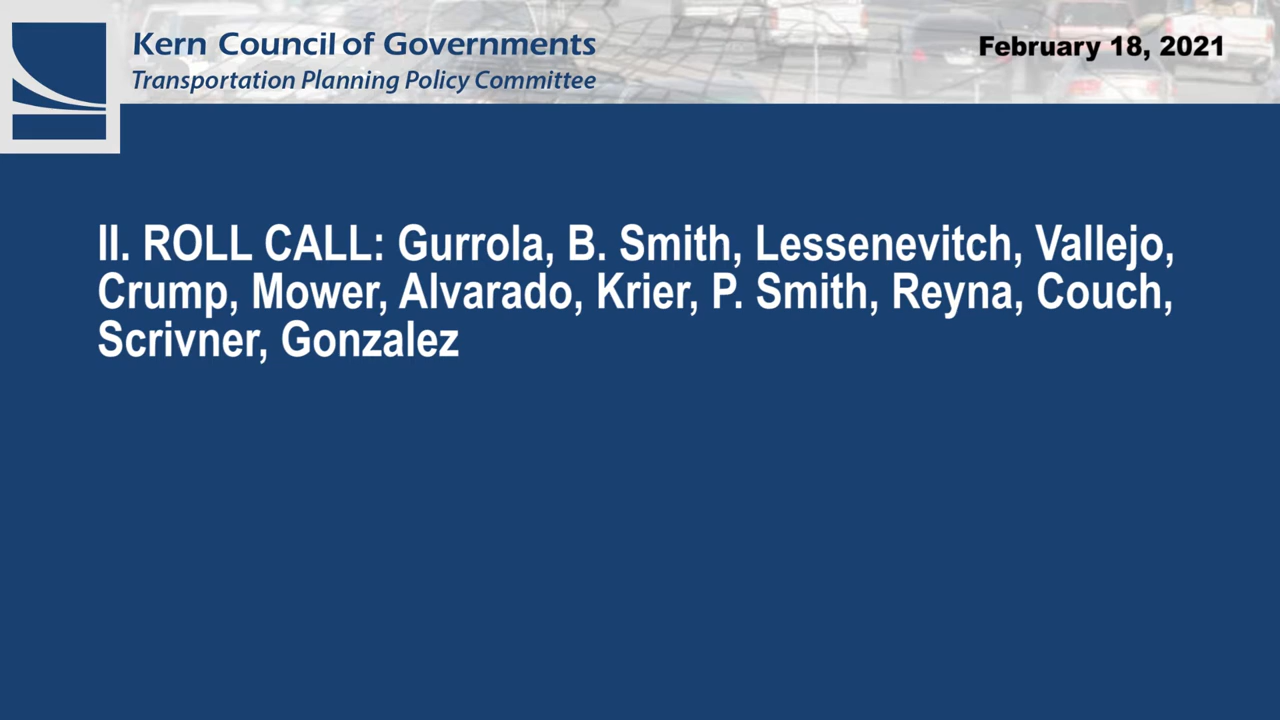 Kern Council of Governments
Transportation Planning Policy Committee
February 18, 2021
II. ROLL CALL: Gurrola, B. Smith, Lessenevitch, Vallejo,
Crump, Mower, Alvarado, Krier, P. Smith, Reyna, Couch,
Scrivner, Gonzalez